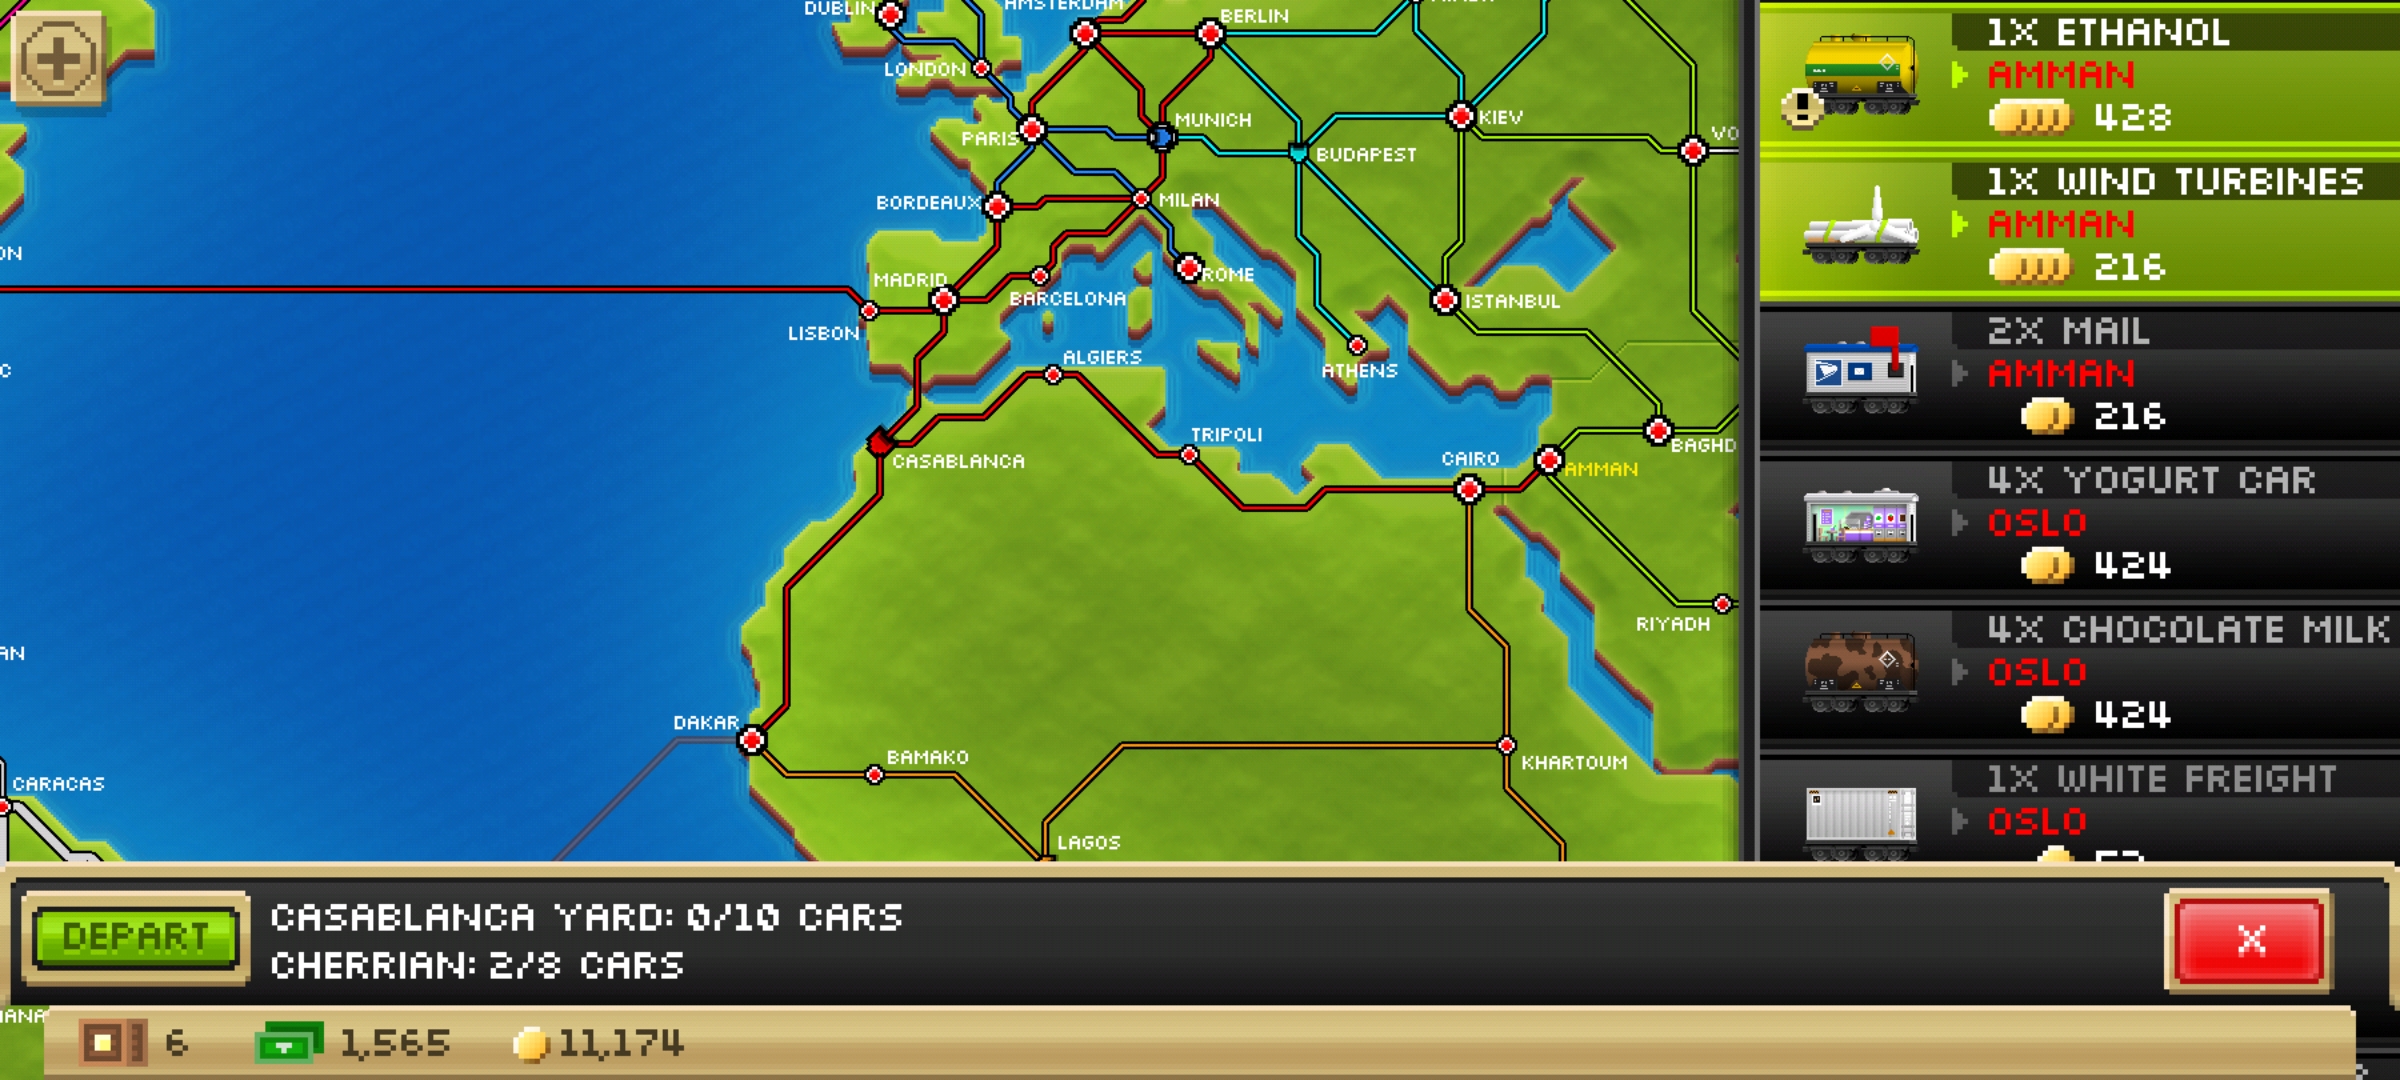 DUBLIN
AMSTERDAM
BERLIN
LONDON
PARIS
MUNICH
KIEV
VO
BUDAPEST
BORDEAUX
MILAN
ON
MADRID
BARCELONA
ROME
ISTANBUL
LISBON
ALGIERS
ATHENS
C
TRIPOLI
CASABLANCA
CAIRO
AMMAN
BAGHD
RIYADH
AN
DAKAR
BAMAKO
KHARTOUM
CARACAS
LAGOS
1X ETHANOL
AMMAN
428
1X WIND TURBINES
AMMAN
216
2X MAIL
AMMAN
216
4X YOGURT CAR
OSLO
424
4X CHOCOLATE MILK
OSLO
424
1X WHITE FREIGHT
OSLO
DEPART
CASABLANCA YARD: 0/10 CARS
CHERRIAN: 2/8 CARS
X
ANA
6
1,565
11,174